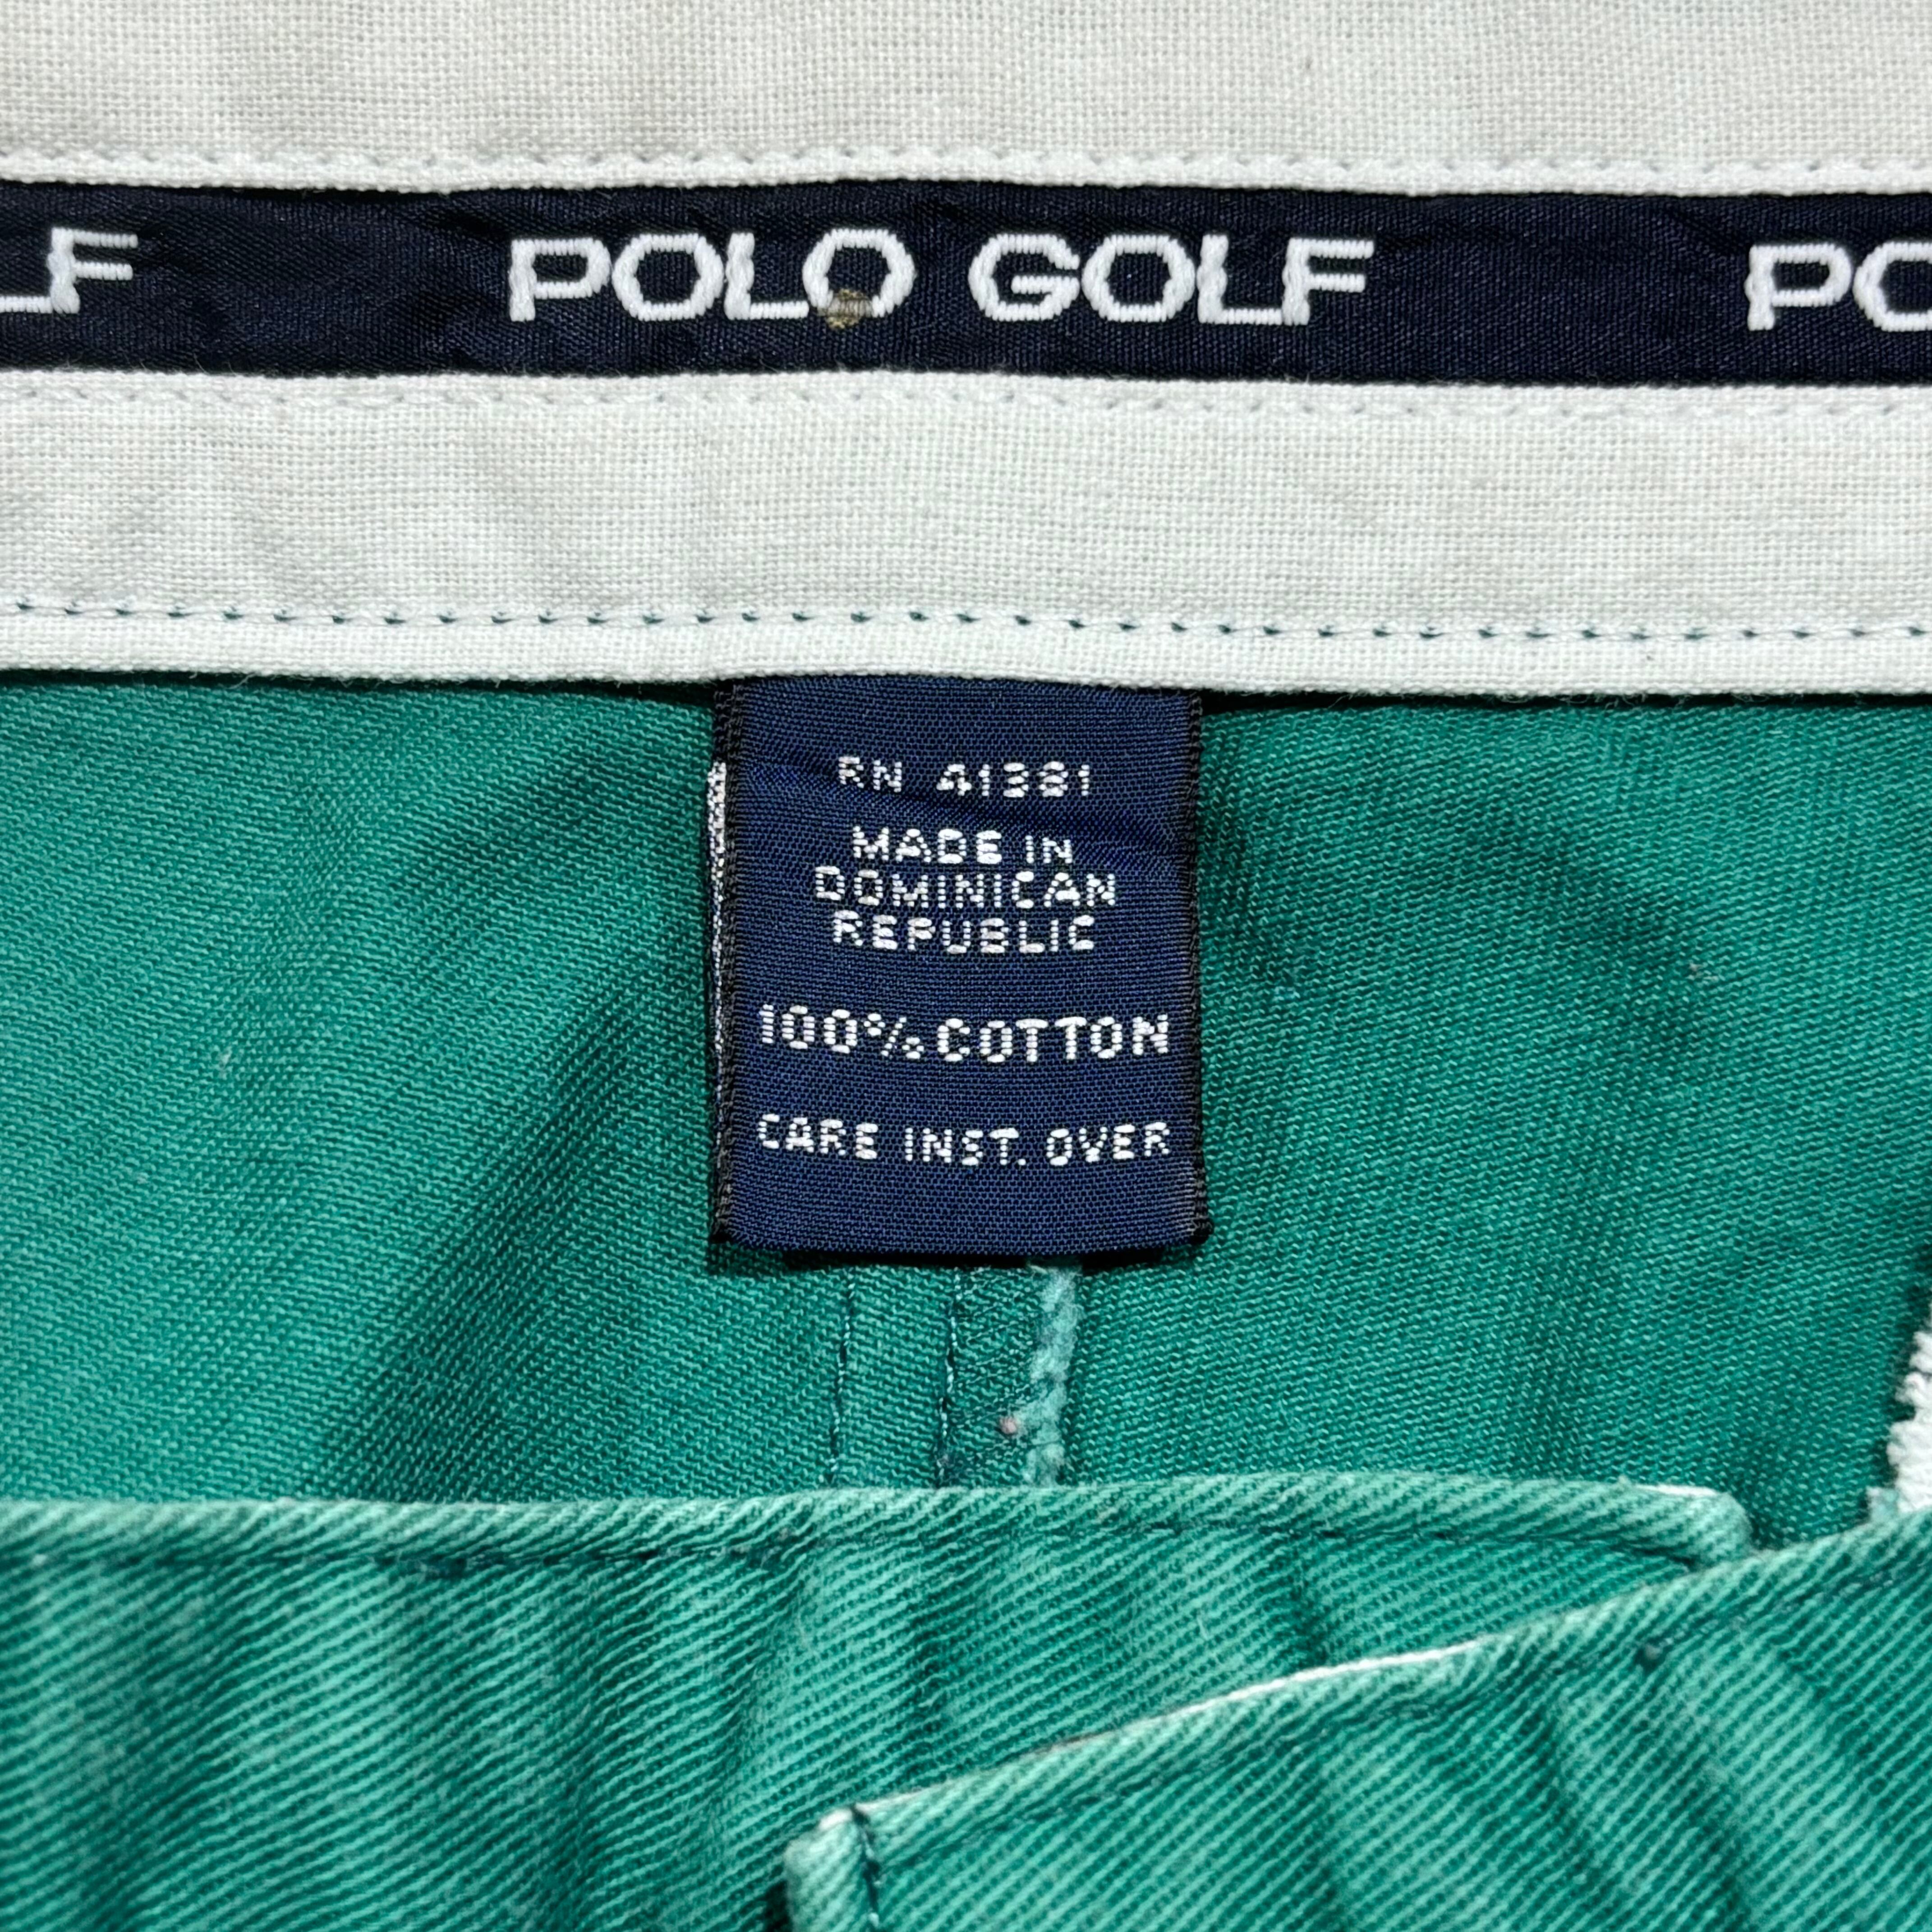 LF POLO GOLF PO
RN 41381
MADE IN
DOMINICAN
REPUBLIC
100% COTTON
CARE INST. OVER